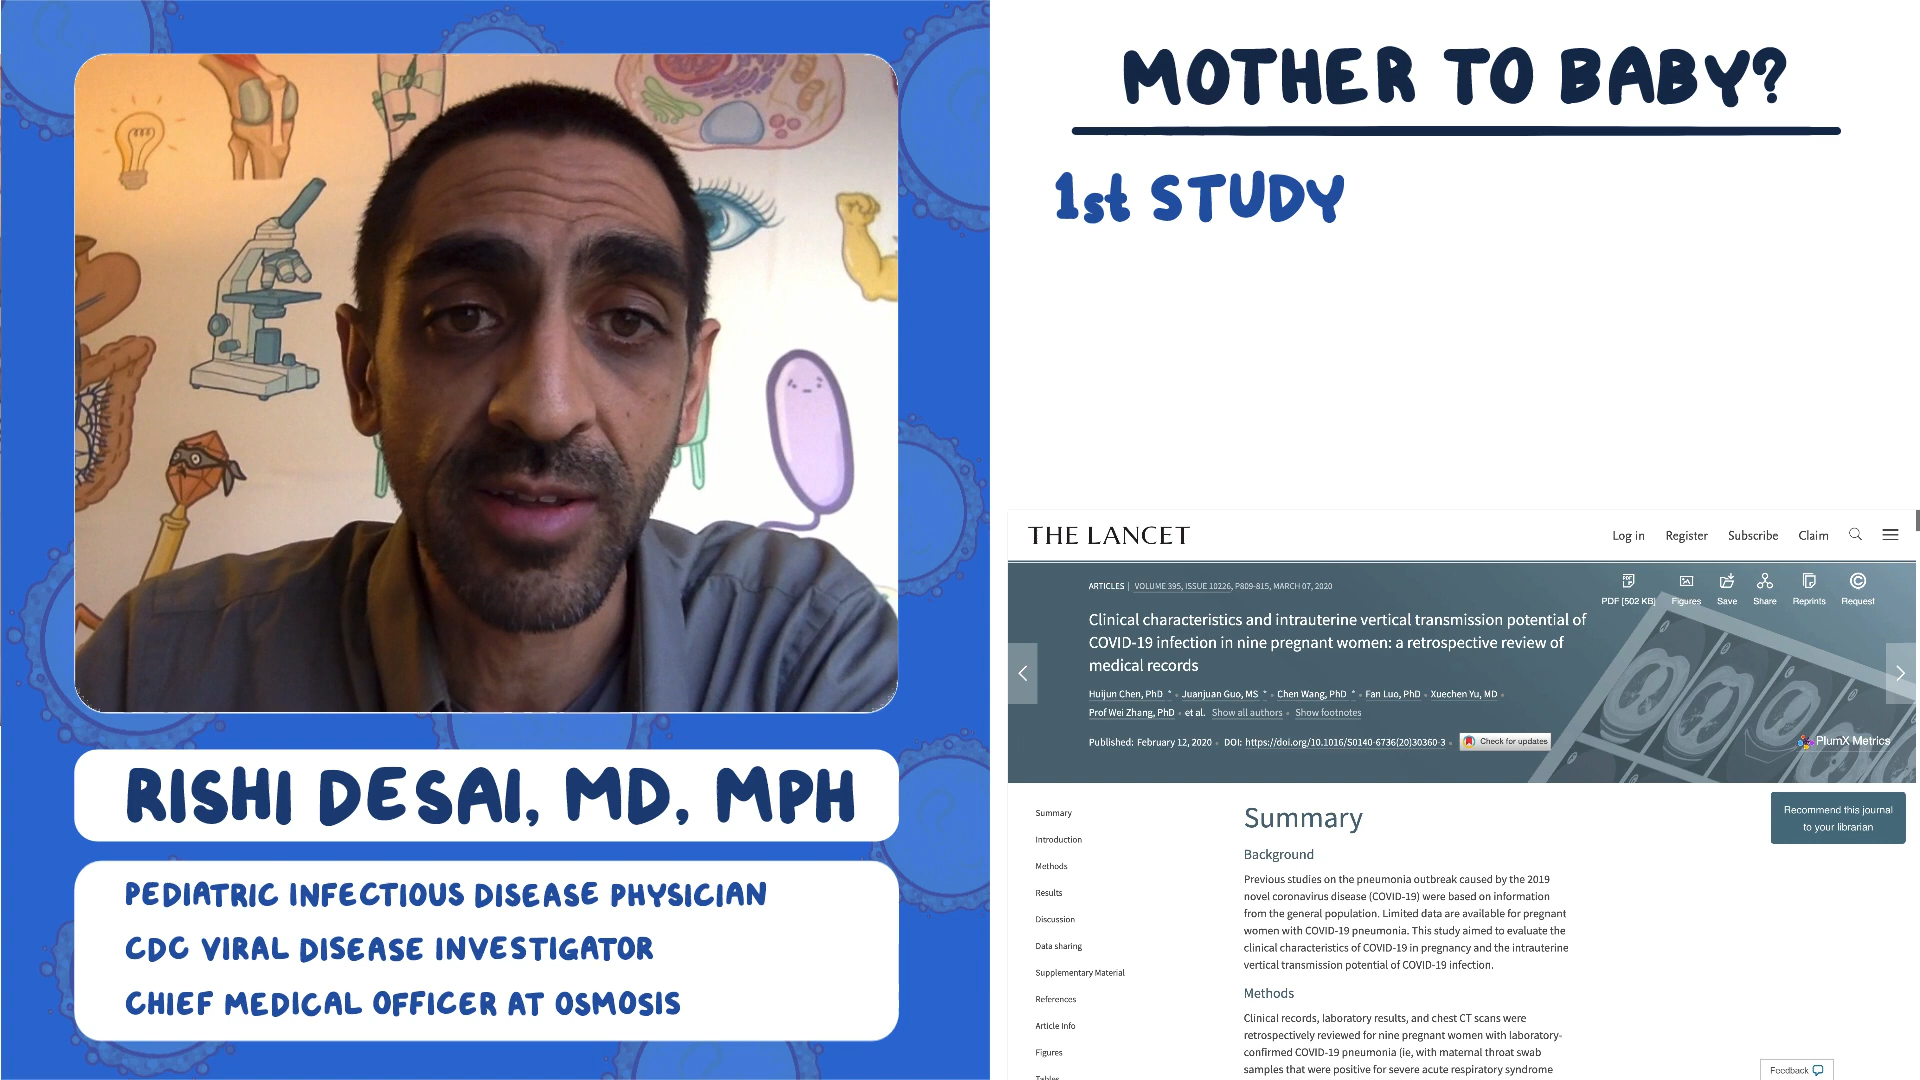 MOTHER TO BABY?
1st STUDY
RISHI DESAI, MD, MPH
PEDIATRIC INFECTIOUS DISEASE PHYSICIAN
CDC VIRAL DISEASE INVESTIGATOR
CHIEF MEDICAL OFFICER AT OSMOSIS
THE LANCET
Log in Register Subscribe Claim
ARTICLES | VOLUME 395, ISSUE 10226, P809-815, MARCH 07, 2020
PDF [502 KB] Figures Save Share Reprints Request
Clinical characteristics and intrauterine vertical transmission potential of
COVID-19 infection in nine pregnant women: a retrospective review of
medical records
Huijun Chen, PhD * • Juanjuan Guo, MS * • Chen Wang, PhD * • Fan Luo, PhD • Xuechen Yu, MD •
Prof Wei Zhang, PhD • et al. Show all authors • Show footnotes
Published: February 12, 2020 • DOI: https://doi.org/10.1016/S0140-6736(20)30360-3 • Check for updates
PlumX Metrics
Recommend this journal
to your librarian
Summary
Introduction
Methods
Results
Discussion
Data sharing
Supplementary Material
References
Article Info
Figures
Tables
Summary
Background
Previous studies on the pneumonia outbreak caused by the 2019
novel coronavirus disease (COVID-19) were based on information
from the general population. Limited data are available for pregnant
women with COVID-19 pneumonia. This study aimed to evaluate the
clinical characteristics of COVID-19 in pregnancy and the intrauterine
vertical transmission potential of COVID-19 infection.
Methods
Clinical records, laboratory results, and chest CT scans were
retrospectively reviewed for nine pregnant women with laboratory-
confirmed COVID-19 pneumonia (ie, with maternal throat swab
samples that were positive for severe acute respiratory syndrome
Feedback